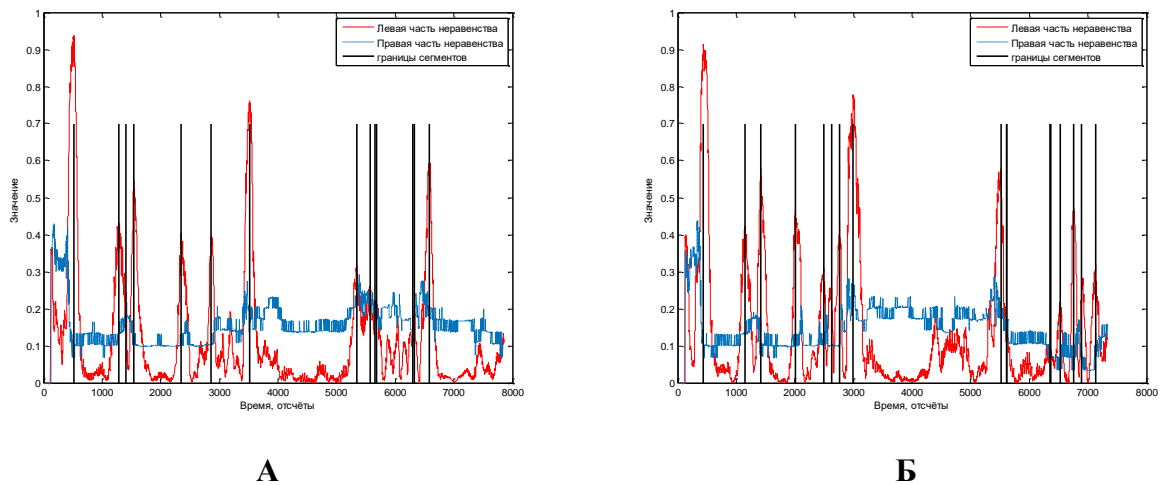 Левая часть неравенства
Правая часть неравенства
границы сегментов
1
0.9
0.8
0.7
0.6
0.5
0.4
0.3
0.2
0.1
0
Значение
0 1000 2000 3000 4000 5000 6000 7000 8000
Время, отсчёты
А
Левая часть неравенства
Правая часть неравенства
границы сегментов
1
0.9
0.8
0.7
0.6
0.5
0.4
0.3
0.2
0.1
0
Значение
0 1000 2000 3000 4000 5000 6000 7000 8000
Время, отсчёты
Б